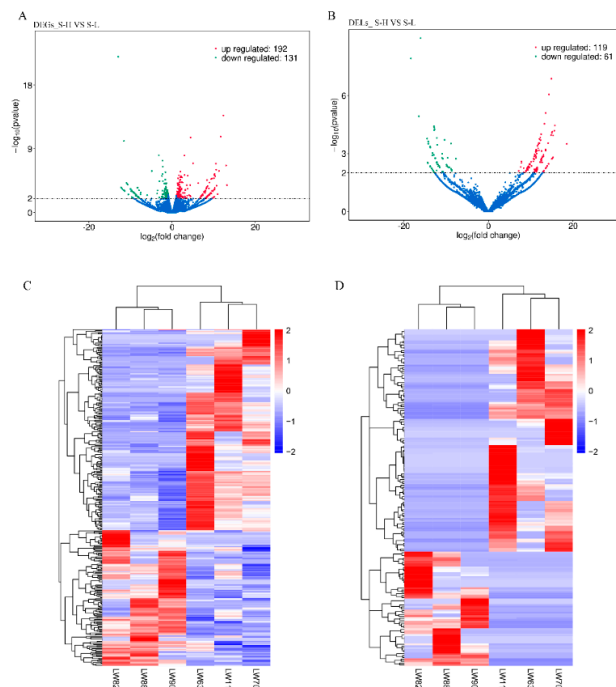 A
DEGs_S-H VS S-L
up regulated: 192
down regulated: 131
18
9
2
0
-log10(pvalue)
-20
0
20
log2(fold change)
B
DELs_ S-H VS S-L
up regulated: 119
down regulated: 61
6
3
2
0
-log10(pvalue)
-20
0
20
log2(fold change)
C
2
1
0
-1
-2
D
2
1
0
-1
-2